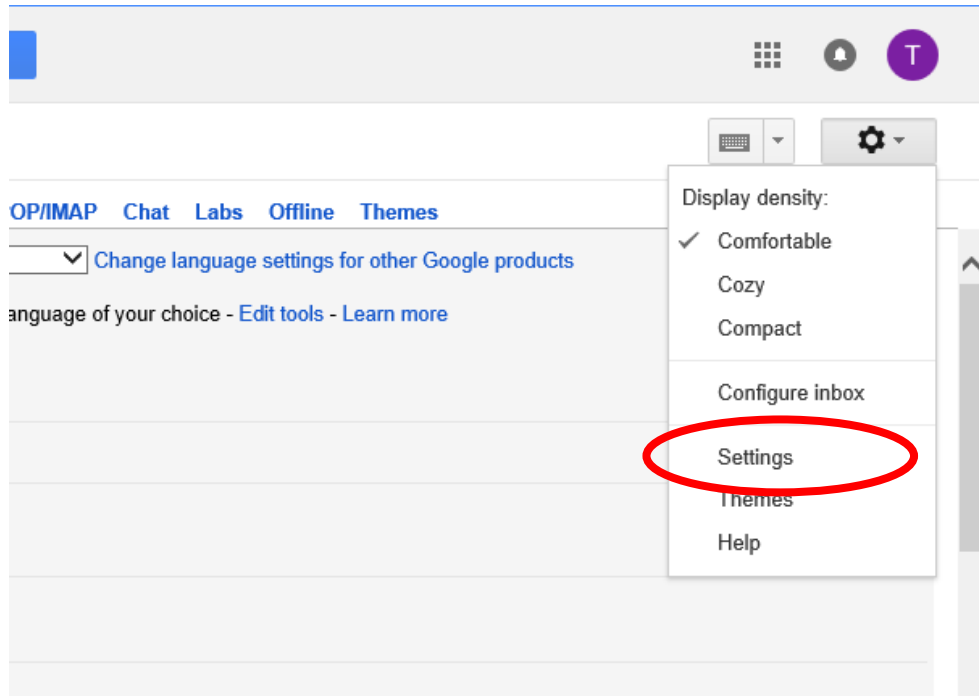 T
OP/IMAP Chat Labs Offline Themes
Change language settings for other Google products
anguage of your choice - Edit tools - Learn more
Display density:
Comfortable
Cozy
Compact
Configure inbox
Settings
Themes
Help